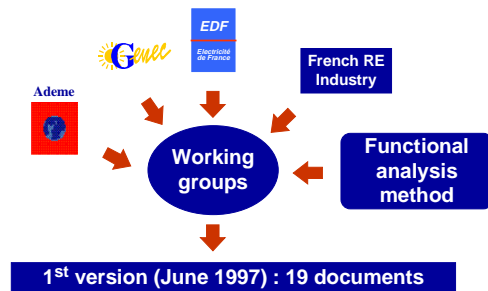 EDF
Electricité
de France
Genec
French RE
Industry
Ademe
Working
groups
Functional
analysis
method
1st version (June 1997) : 19 documents